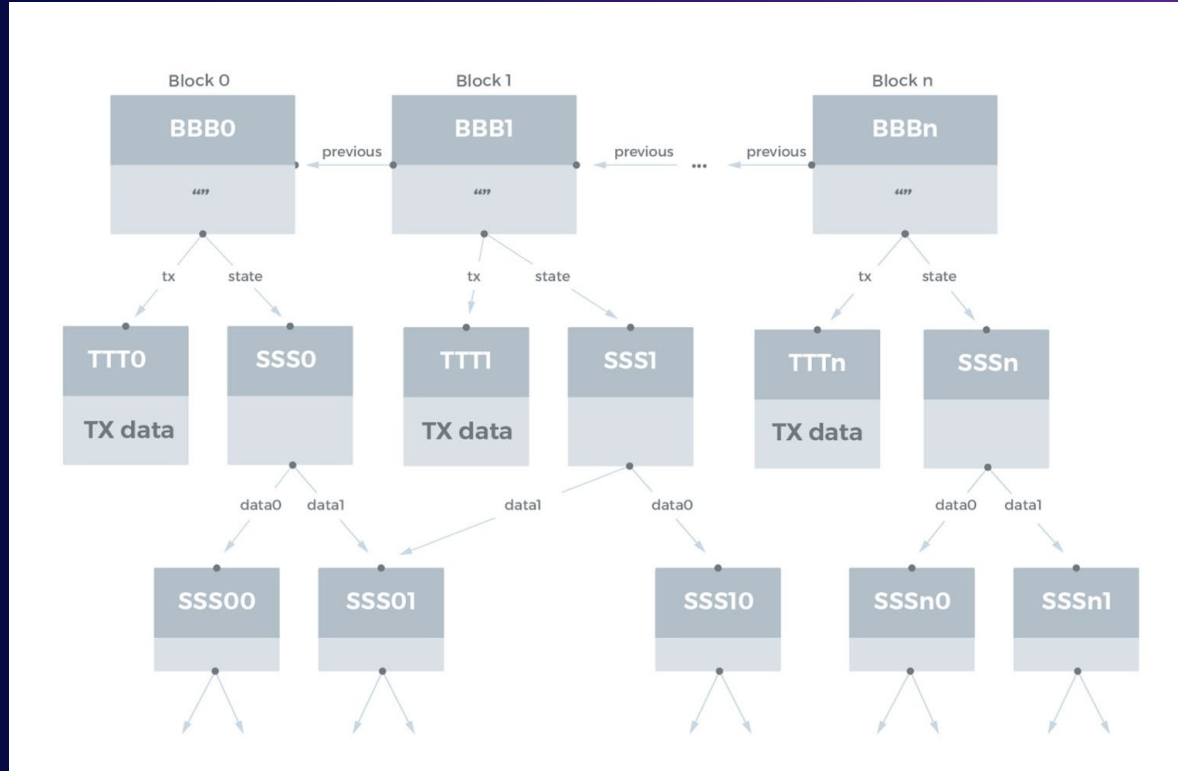 Block 0
Block 1
Block n
BBB0
BBB1
BBBn
previous
previous
...
previous
“”
“”
“”
tx
state
tx
state
tx
state
TTT0
SSS0
TTT1
SSS1
TTTn
SSSn
TX data
TX data
TX data
data0
data1
data1
data0
data0
data1
SSS00
SSS01
SSS10
SSSn0
SSSn1